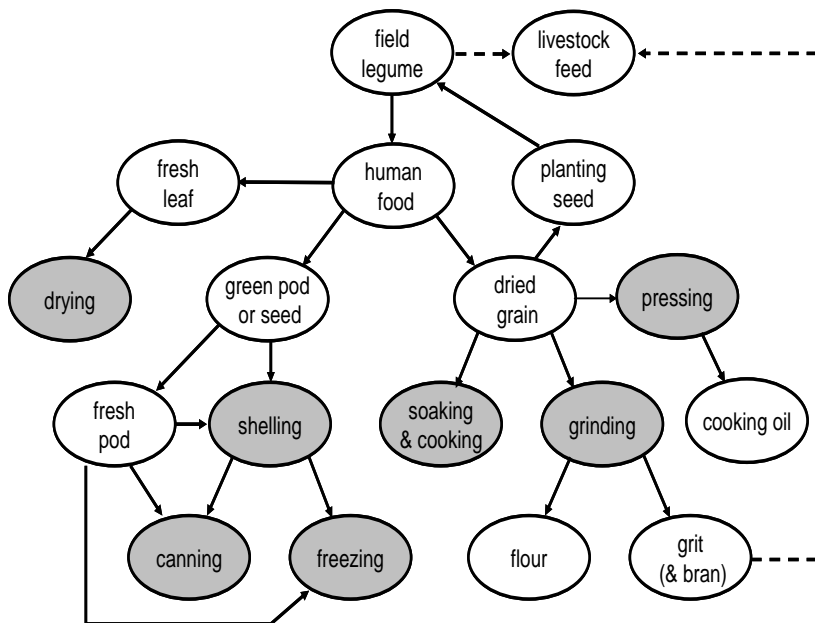 field
legume
livestock
feed
fresh
leaf
human
food
planting
seed
drying
green pod
or seed
dried
grain
pressing
fresh
pod
shelling
soaking
& cooking
grinding
cooking oil
canning
freezing
flour
grit
(& bran)